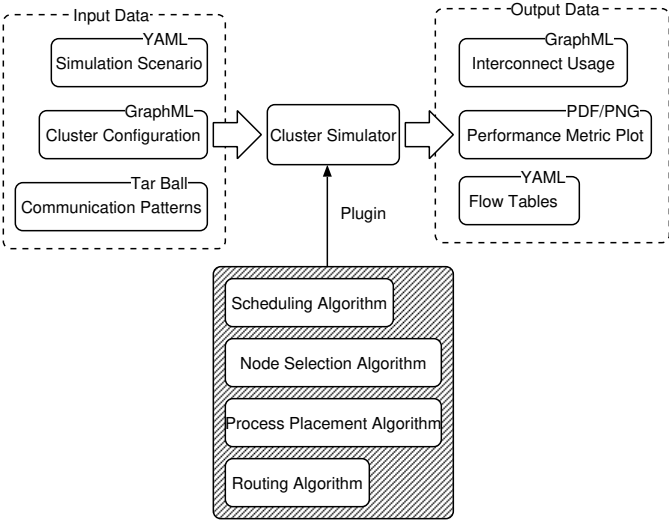 Input Data
YAML
Simulation Scenario
GraphML
Cluster Configuration
Tar Ball
Communication Patterns
Cluster Simulator
Output Data
GraphML
Interconnect Usage
PDF/PNG
Performance Metric Plot
YAML
Flow Tables
Plugin
Scheduling Algorithm
Node Selection Algorithm
Process Placement Algorithm
Routing Algorithm